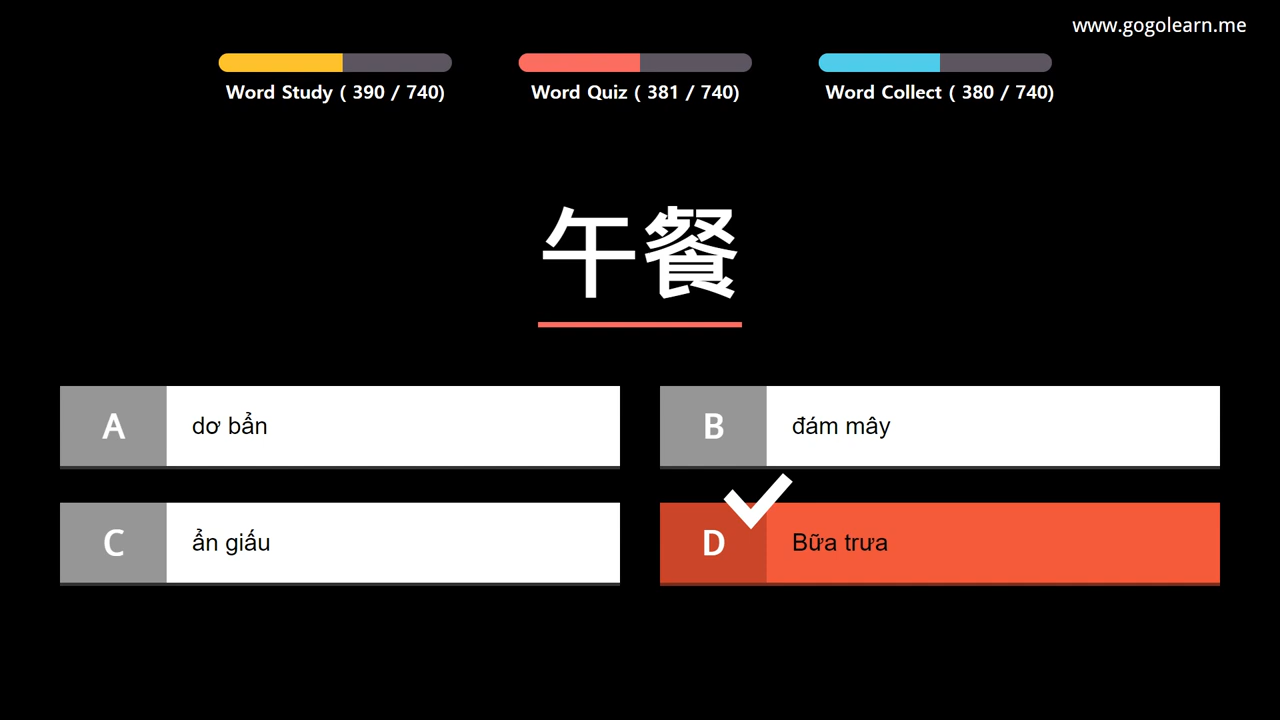 www.gogolearn.me
Word Study ( 390 / 740)
Word Quiz ( 381 / 740)
Word Collect ( 380 / 740)
午餐
A
dơ bẩn
B
đám mây
C
ẩn giấu
D
Bữa trưa